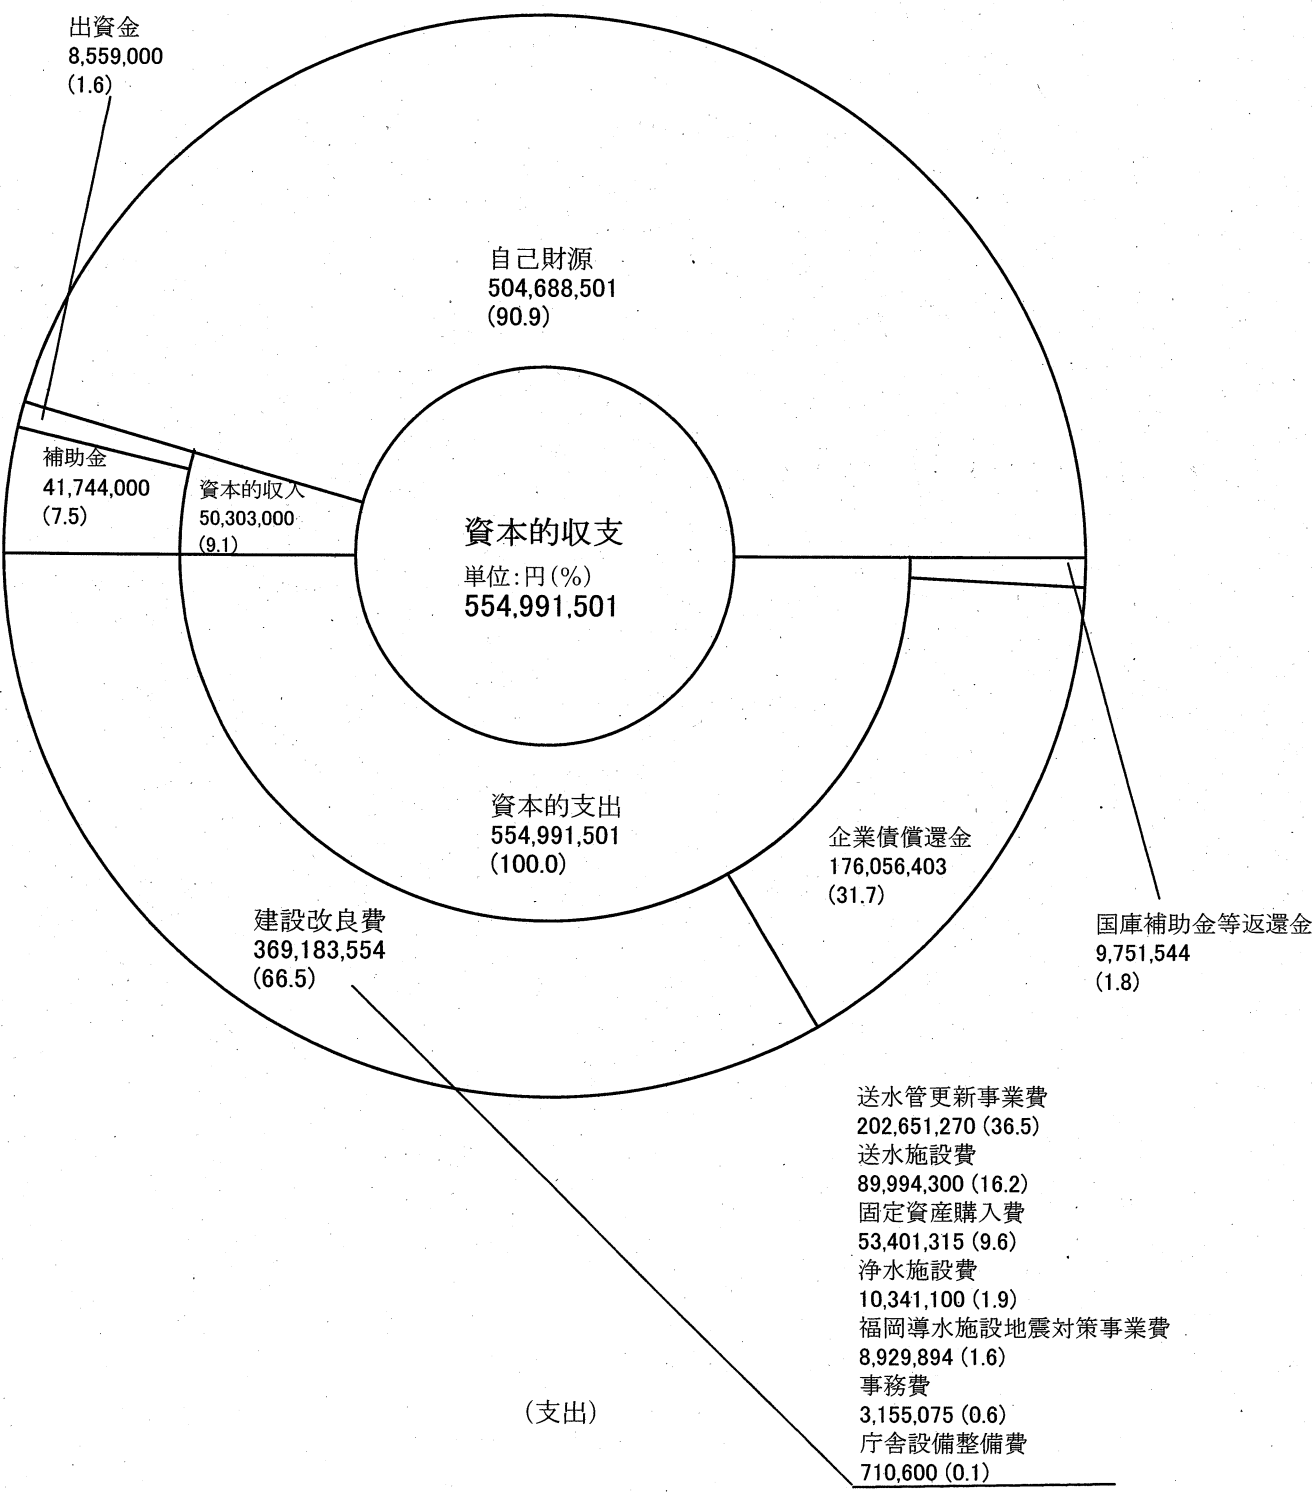 出資金
8,559,000
(1.6)
自己財源
504,688,501
(90.9)
補助金
41,744,000
(7.5)
資本的収入
50,303,000
(9.1)
資本的収支
単位:円(%)
554,991,501
資本的支出
554,991,501
(100.0)
企業債償還金
176,056,403
(31.7)
建設改良費
369,183,554
(66.5)
国庫補助金等返還金
9,751,544
(1.8)
送水管更新事業費
202,651,270 (36.5)
送水施設費
89,994,300 (16.2)
固定資産購入費
53,401,315 (9.6)
浄水施設費
10,341,100 (1.9)
福岡導水施設地震対策事業費
8,929,894 (1.6)
事務費
3,155,075 (0.6)
庁舎設備整備費
710,600 (0.1)
(支出)